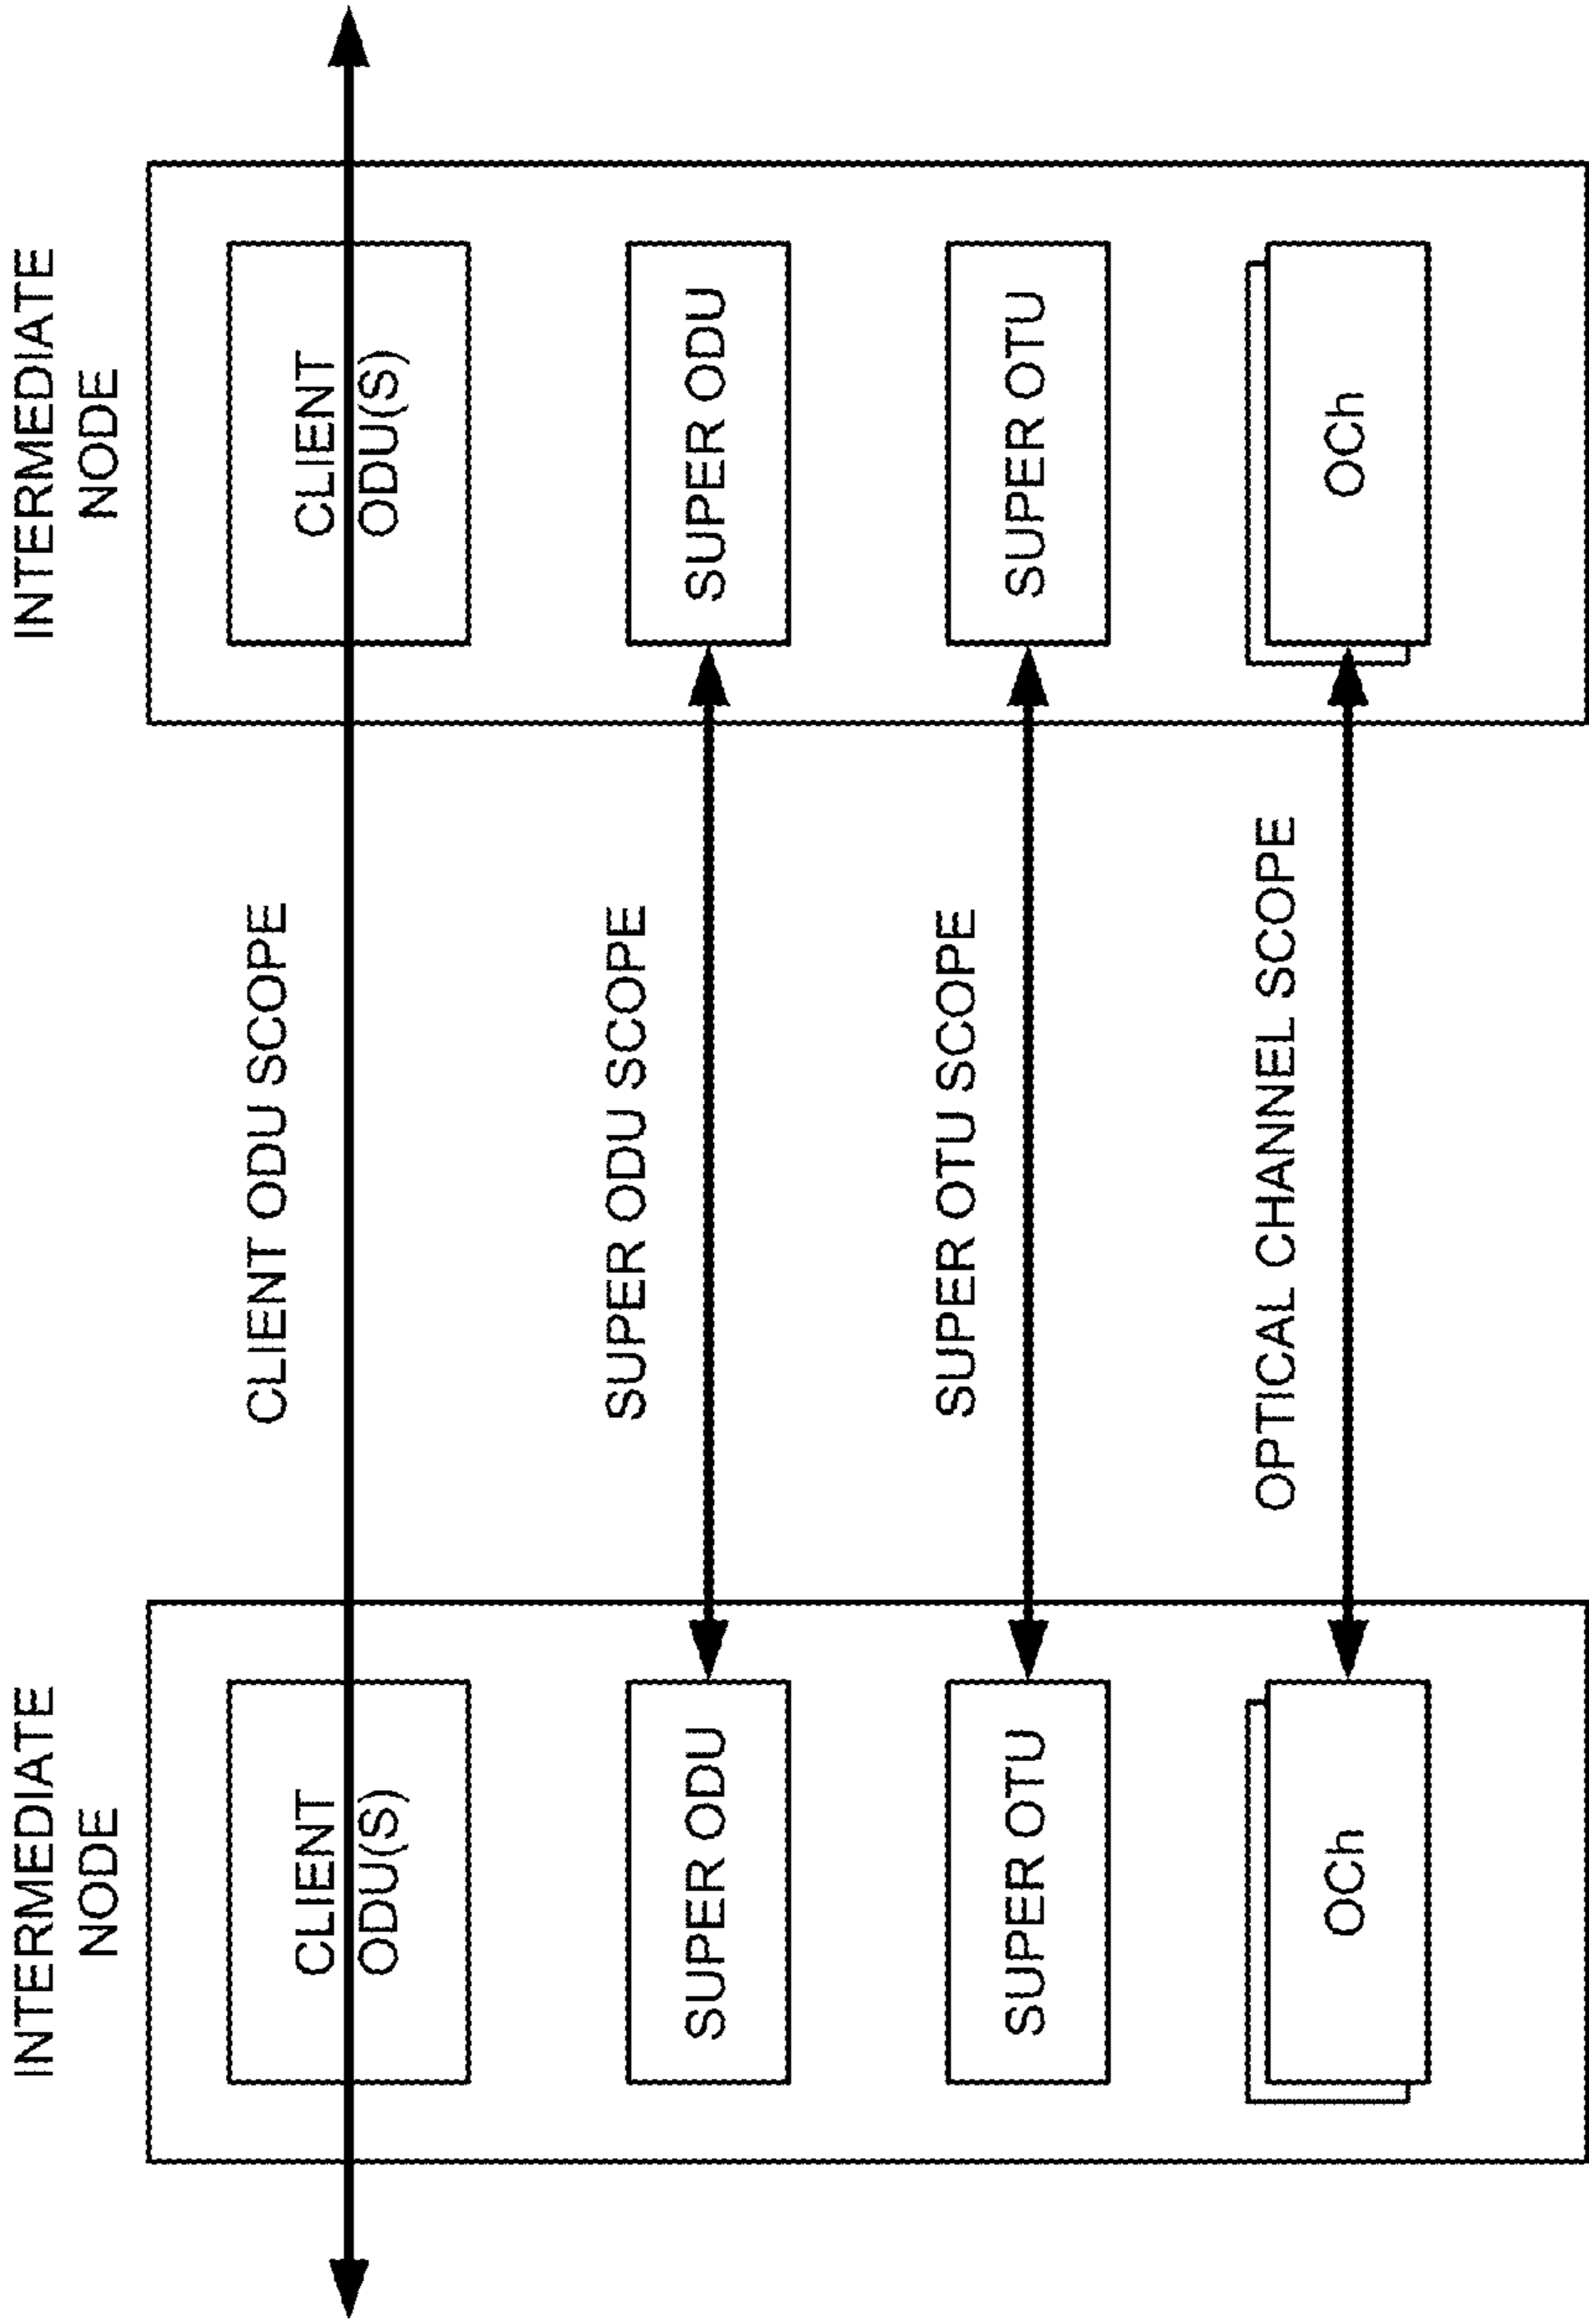 INTERMEDIATE
NODE
INTERMEDIATE
NODE
CLIENT ODU SCOPE
CLIENT
ODU(S)
CLIENT
ODU(S)
SUPER ODU SCOPE
SUPER ODU
SUPER ODU
SUPER OTU SCOPE
SUPER OTU
SUPER OTU
OPTICAL CHANNEL SCOPE
OCh
OCh